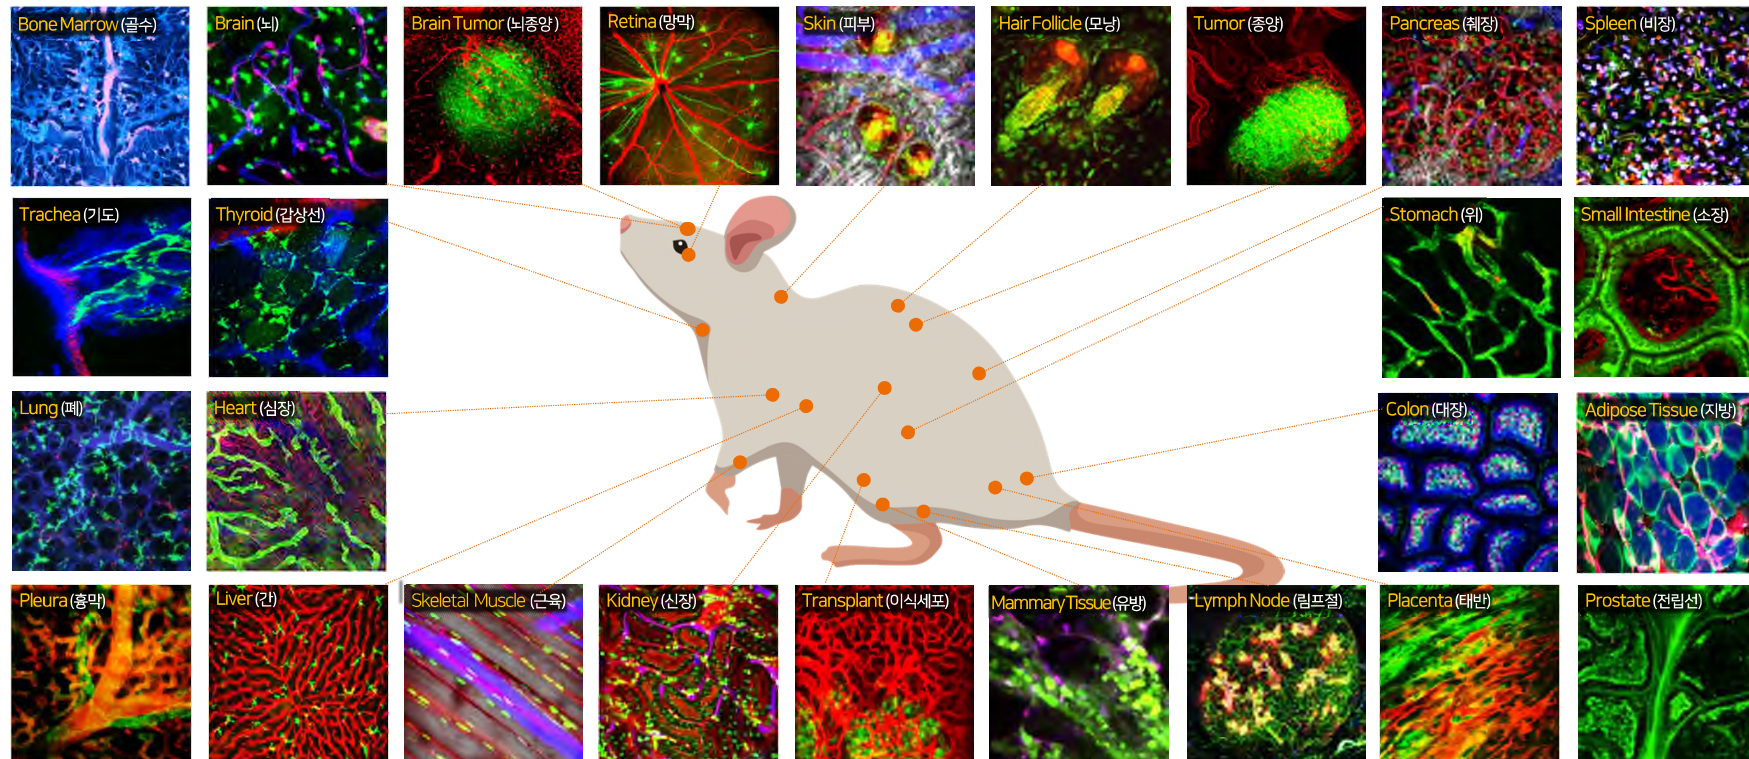 Bone Marrow (골수)
Brain (뇌)
Brain Tumor (뇌종양)
Retina (망막)
Skin (피부)
Hair Follicle (모낭)
Tumor (종양)
Pancreas (췌장)
Spleen (비장)
Trachea (기도)
Thyroid (갑상선)
Stomach (위)
Small Intestine (소장)
Lung (폐)
Heart (심장)
Colon (대장)
Adipose Tissue (지방)
Pleura (흉막)
Liver (간)
Skeletal Muscle (근육)
Kidney (신장)
Transplant (이식세포)
Mammary Tissue (유방)
Lymph Node (림프절)
Placenta (태반)
Prostate (전립선)